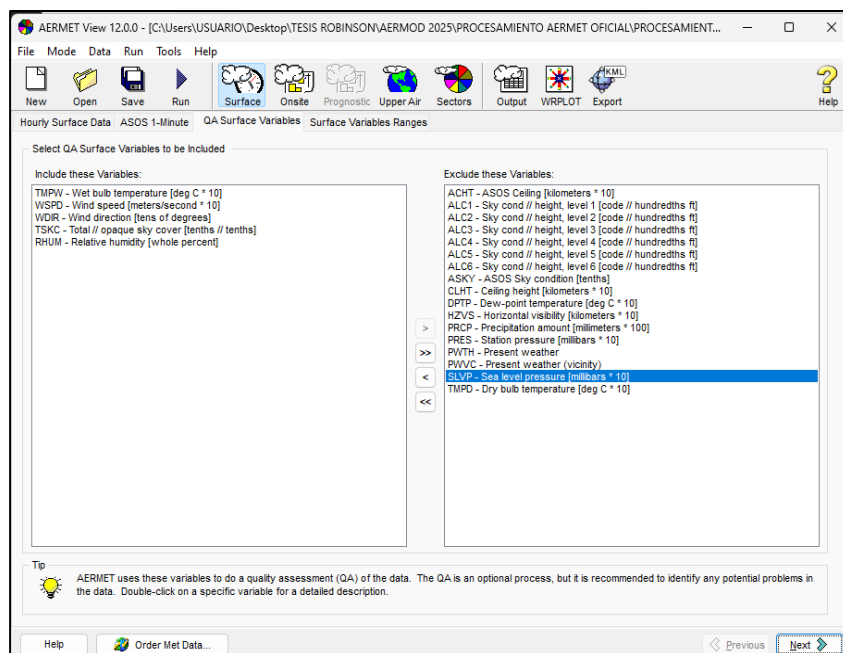 AERMET View 12.0.0 - [C:\Users\USUARIO\Desktop\TESIS ROBINSON\AERMOD 2025\PROCESAMIENTO AERMET OFICIAL\PROCESAMIENT...
File Mode Data Run Tools Help
KML
New Open Save Run Surface Onsite Prognostic Upper Air Sectors Output WRPLOT Export Help
Hourly Surface Data ASOS 1-Minute QA Surface Variables Surface Variables Ranges
Select QA Surface Variables to be Included
Include these Variables:
TMPW - Wet bulb temperature [deg C * 10]
WSPD - Wind speed [meters/second * 10]
WDIR - Wind direction [tens of degrees]
TSKC - Total // opaque sky cover [tenths // tenths]
RHUM - Relative humidity [whole percent]
>
>>
<
<<
Exclude these Variables:
ACHT - ASOS Ceiling [kilometers * 10]
ALC1 - Sky cond // height, level 1 [code // hundredths ft]
ALC2 - Sky cond // height, level 2 [code // hundredths ft]
ALC3 - Sky cond // height, level 3 [code // hundredths ft]
ALC4 - Sky cond // height, level 4 [code // hundredths ft]
ALC5 - Sky cond // height, level 5 [code // hundredths ft]
ALC6 - Sky cond // height, level 6 [code // hundredths ft]
ASKY - ASOS Sky condition [tenths]
CLHT - Ceiling height [kilometers * 10]
DPTP - Dew-point temperature [deg C * 10]
HZVS - Horizontal visibility [kilometers * 10]
PRCP - Precipitation amount [millimeters * 100]
PRES - Station pressure [millibars * 10]
PWTH - Present weather
PWVC - Present weather (vicinity)
SLVP - Sea level pressure [millibars * 10]
TMPD - Dry bulb temperature [deg C * 10]
Tip
AERMET uses these variables to do a quality assessment (QA) of the data. The QA is an optional process, but it is recommended to identify any potential problems in
the data. Double-click on a specific variable for a detailed description.
Help Order Met Data... Previous Next